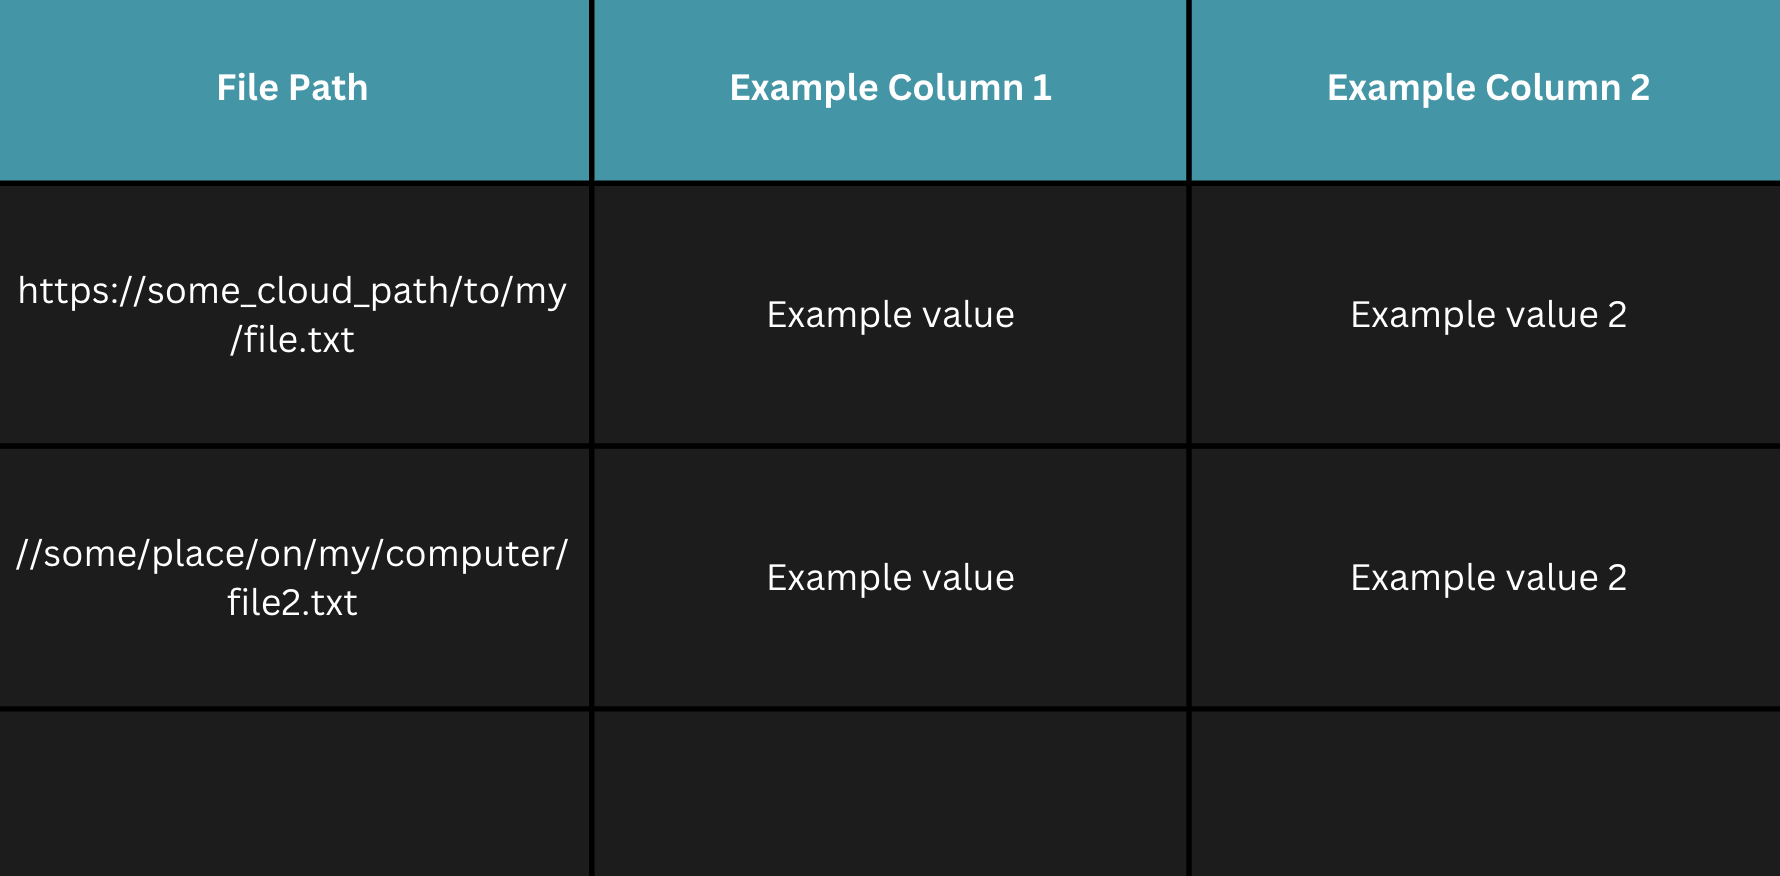 File Path
Example Column 1
Example Column 2
https://some_cloud_path/to/my
/file.txt
Example value
Example value 2
//some/place/on/my/computer/
file2.txt
Example value
Example value 2